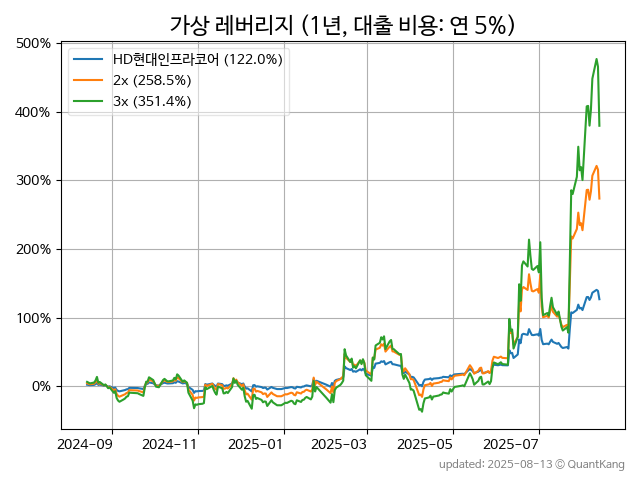 가상 레버리지 (1년, 대출 비용: 연 5%)
HD현대인프라코어 (122.0%)
2x (258.5%)
3x (351.4%)
500%
400%
300%
200%
100%
0%
2024-09 2024-11 2025-01 2025-03 2025-05 2025-07
updated: 2025-08-13 ⓒ QuantKang